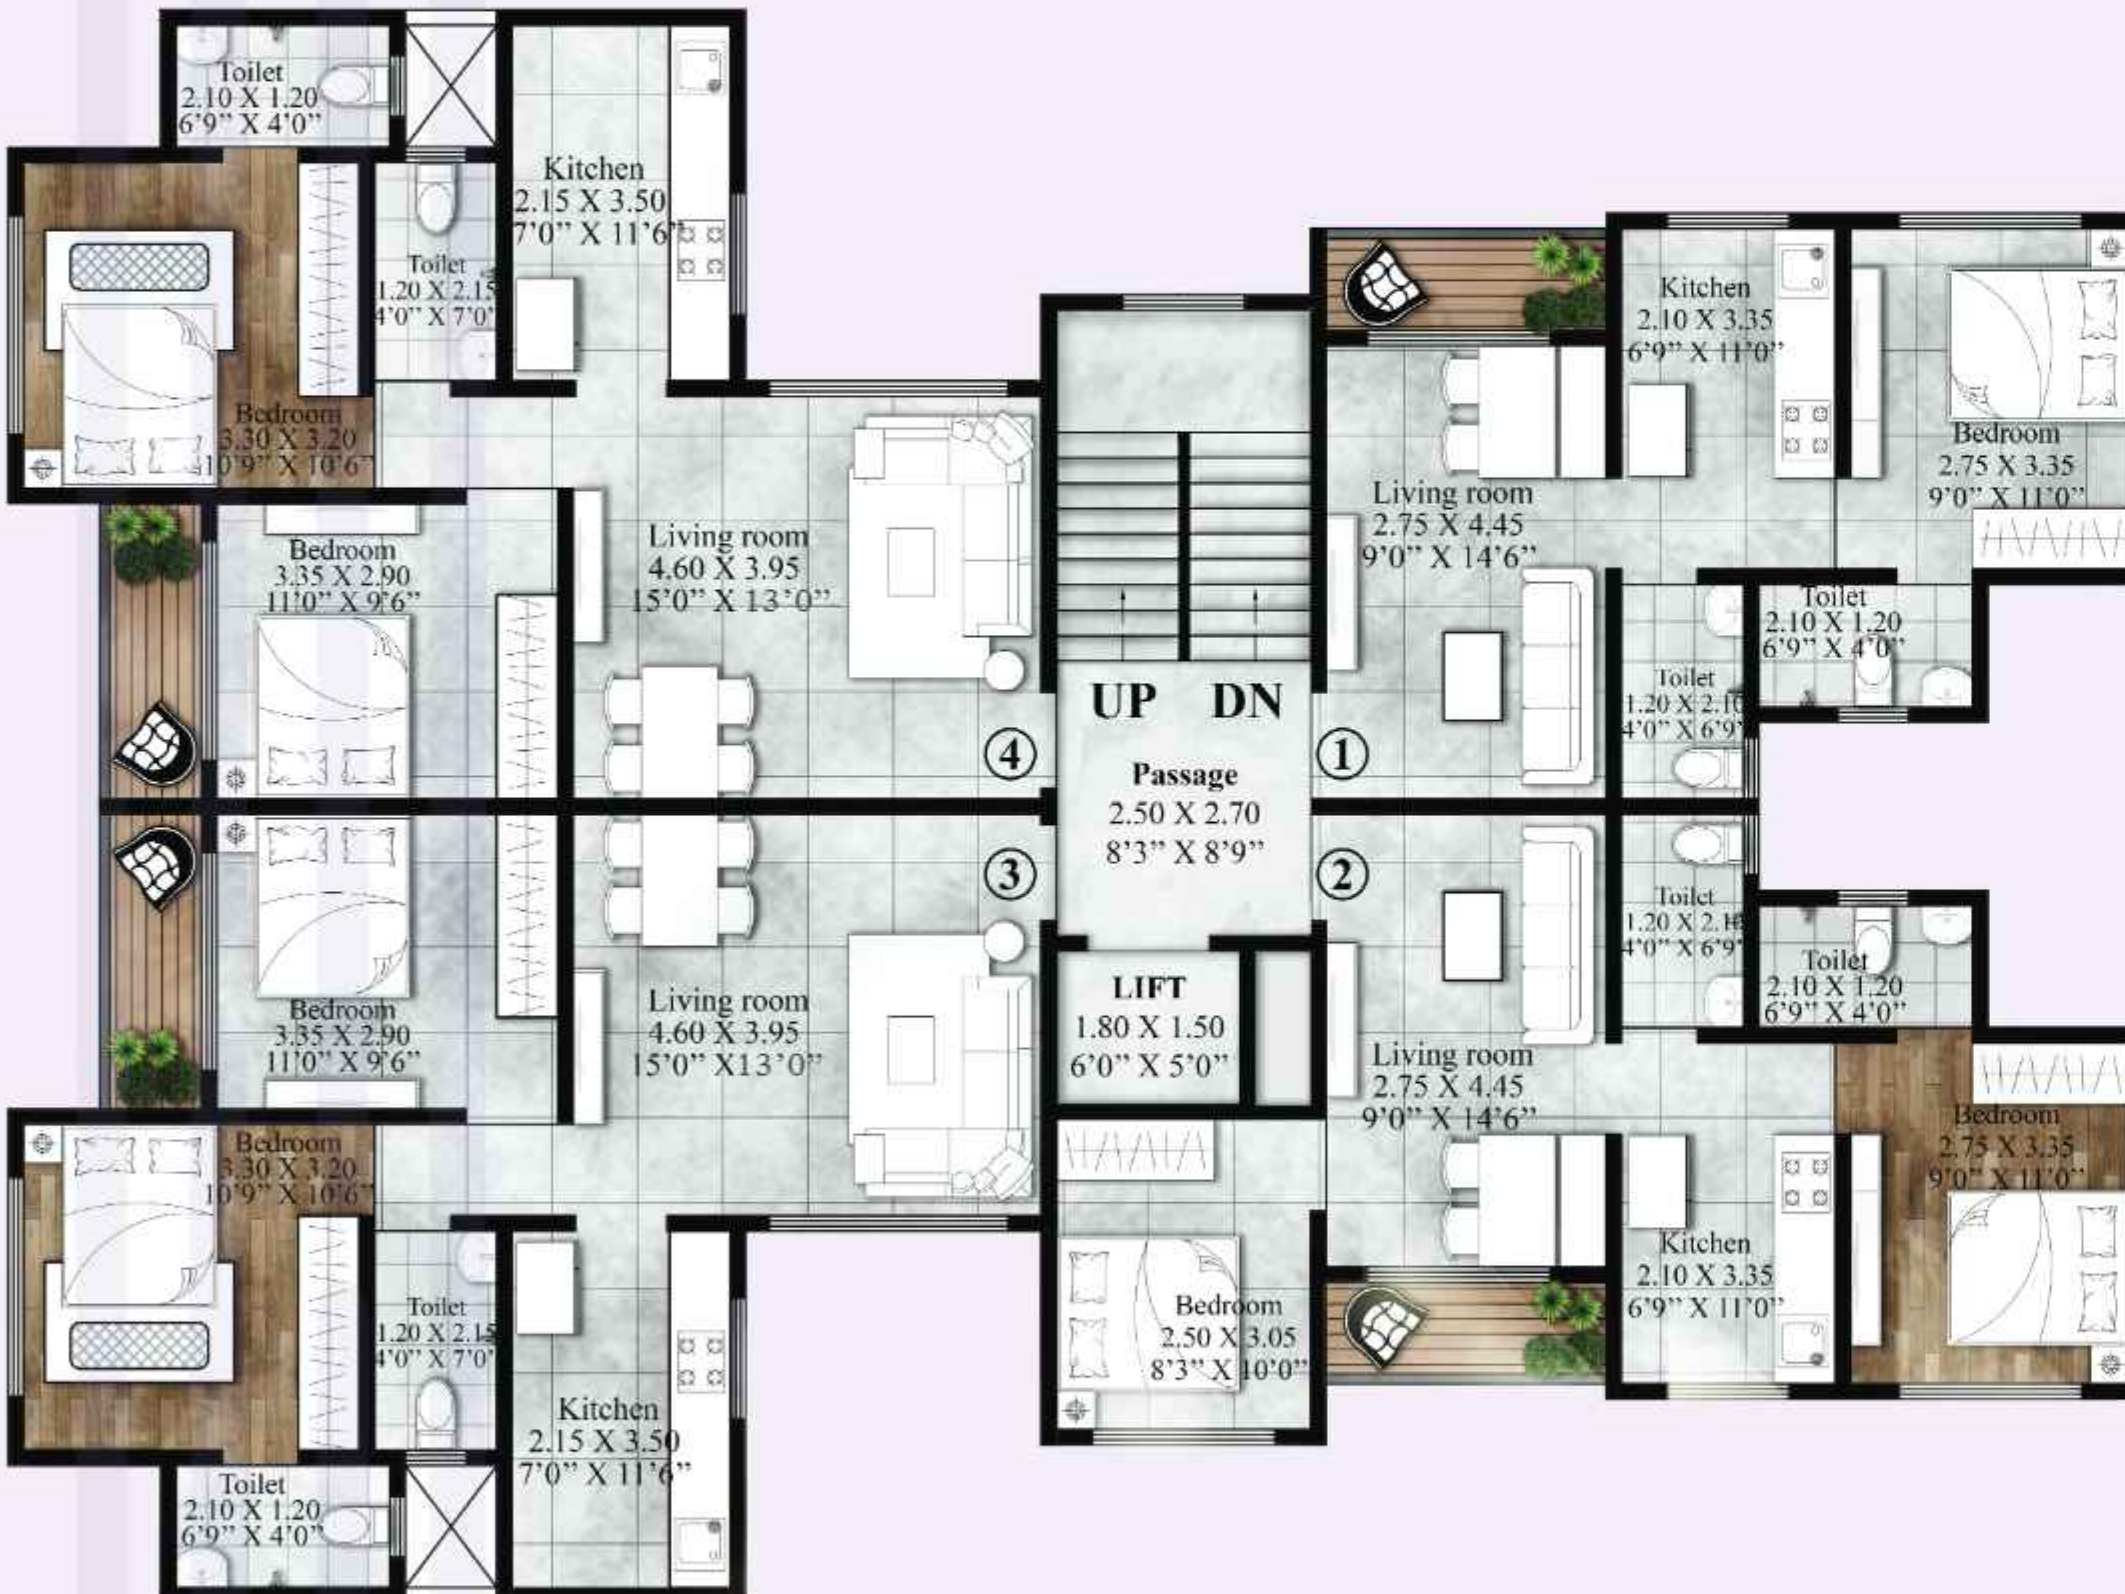 Toilet
2.10 X 1.20
6'9” X 4'0”
Kitchen
2.15 X 3.50
7'0” X 11'6”
Toilet
1.20 X 2.15
4'0” X 7'0”
Bedroom
3.30 X 3.20
10'9” X 10'6”
Bedroom
3.35 X 2.90
11'0” X 9'6”
Living room
4.60 X 3.95
15'0” X 13'0”
4
UP DN
Passage
2.50 X 2.70
8'3” X 8'9”
1
Living room
2.75 X 4.45
9'0” X 14'6”
Kitchen
2.10 X 3.35
6'9” X 11'0”
Bedroom
2.75 X 3.35
9'0” X 11'0”
Toilet
2.10 X 1.20
6'9” X 4'0”
Toilet
1.20 X 2.10
4'0” X 6'9”
3
2
Toilet
1.20 X 2.10
4'0” X 6'9”
Toilet
2.10 X 1.20
6'9” X 4'0”
Bedroom
3.35 X 2.90
11'0” X 9'6”
Living room
4.60 X 3.95
15'0” X13'0”
LIFT
1.80 X 1.50
6'0” X 5'0”
Living room
2.75 X 4.45
9'0” X 14'6”
Bedroom
2.75 X 3.35
9'0” X 11'0”
Bedroom
3.30 X 3.20
10'9” X 10'6”
Toilet
1.20 X 2.15
4'0” X 7'0”
Kitchen
2.15 X 3.50
7'0” X 11'6”
Bedroom
2.50 X 3.05
8'3” X 10'0”
Kitchen
2.10 X 3.35
6'9” X 11'0”
Toilet
2.10 X 1.20
6'9” X 4'0”